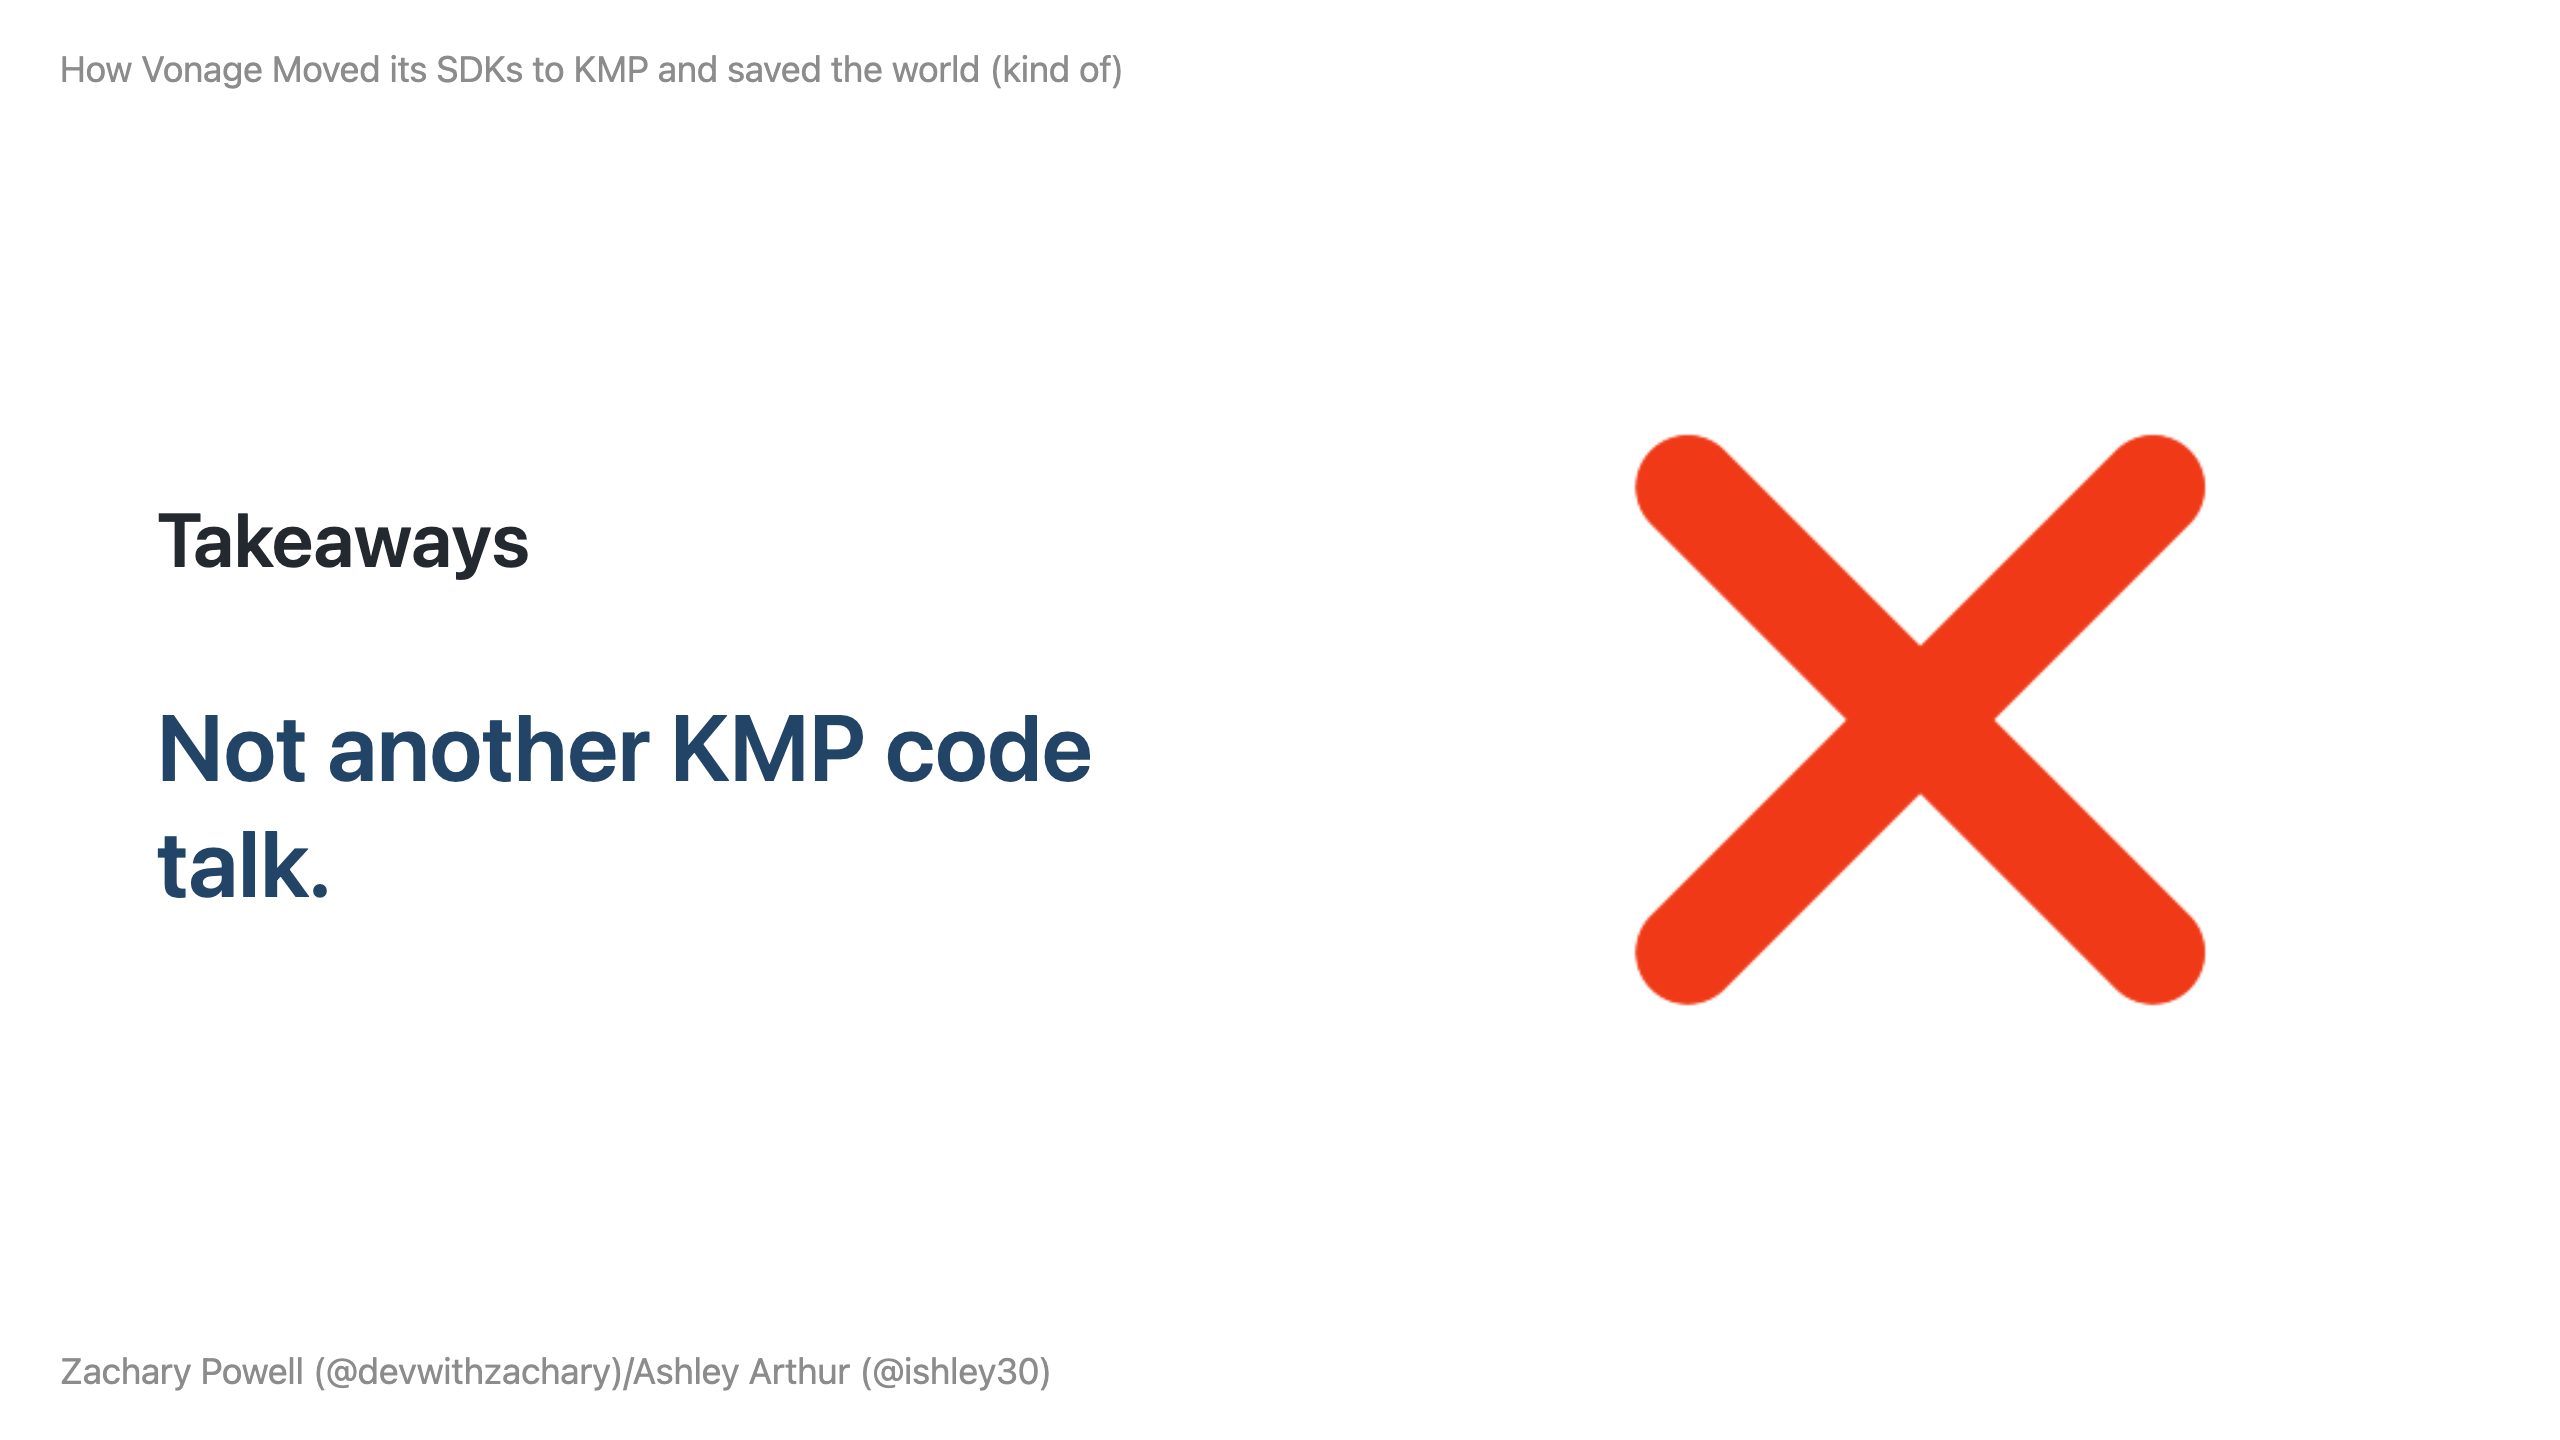 How Vonage Moved its SDKs to KMP and saved the world (kind of)
Takeaways
Not another KMP code
talk.
Zachary Powell (@devwithzachary)/Ashley Arthur (@ishley30)